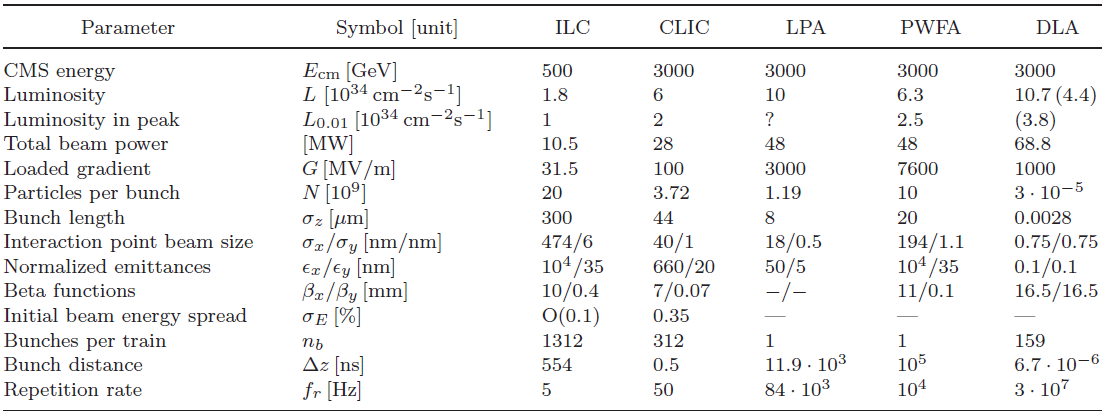 Parameter Symbol [unit] ILC CLIC LPA PWFA DLA
CMS energy E_cm [GeV] 500 3000 3000 3000 3000
Luminosity L [10^34 cm^−2 s^−1] 1.8 6 10 6.3 10.7 (4.4)
Luminosity in peak L_0.01 [10^34 cm^−2 s^−1] 1 2 ? 2.5 (3.8)
Total beam power [MW] 10.5 28 48 48 68.8
Loaded gradient G [MV/m] 31.5 100 3000 7600 1000
Particles per bunch N [10^9] 20 3.72 1.19 10 3 · 10^−5
Bunch length σ_z [μm] 300 44 8 20 0.0028
Interaction point beam size σ_x/σ_y [nm/nm] 474/6 40/1 18/0.5 194/1.1 0.75/0.75
Normalized emittances ϵ_x/ϵ_y [nm] 10^4/35 660/20 50/5 10^4/35 0.1/0.1
Beta functions β_x/β_y [mm] 10/0.4 7/0.07 −/− 11/0.1 16.5/16.5
Initial beam energy spread σ_E [%] O(0.1) 0.35 — — —
Bunches per train n_b 1312 312 1 1 159
Bunch distance Δz [ns] 554 0.5 11.9 · 10^3 10^5 6.7 · 10^−6
Repetition rate f_r [Hz] 5 50 84 · 10^3 10^4 3 · 10^7